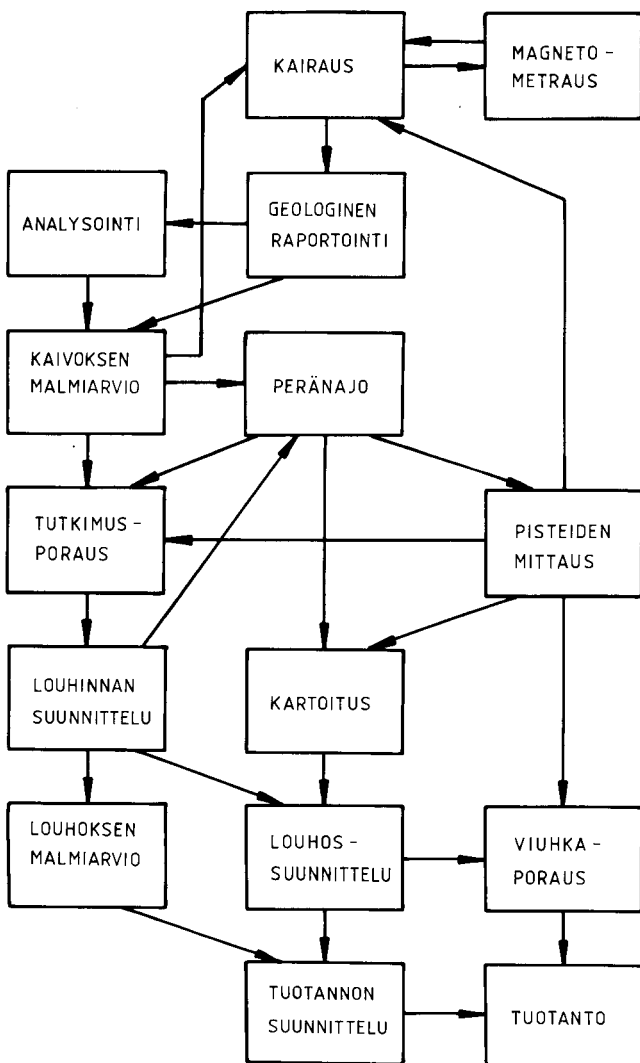 KAIRAUS
MAGNETO-
METRAUS
ANALYSOINTI
GEOLOGINEN
RAPORTOINTI
KAIVOKSEN
MALMIARVIO
PERÄNAJO
TUTKIMUS-
PORAUS
PISTEIDEN
MITTAUS
LOUHINNAN
SUUNNITTELU
KARTOITUS
LOUHOKSEN
MALMIARVIO
LOUHOS-
SUUNNITTELU
VIUHKA-
PORAUS
TUOTANNON
SUUNNITTELU
TUOTANTO